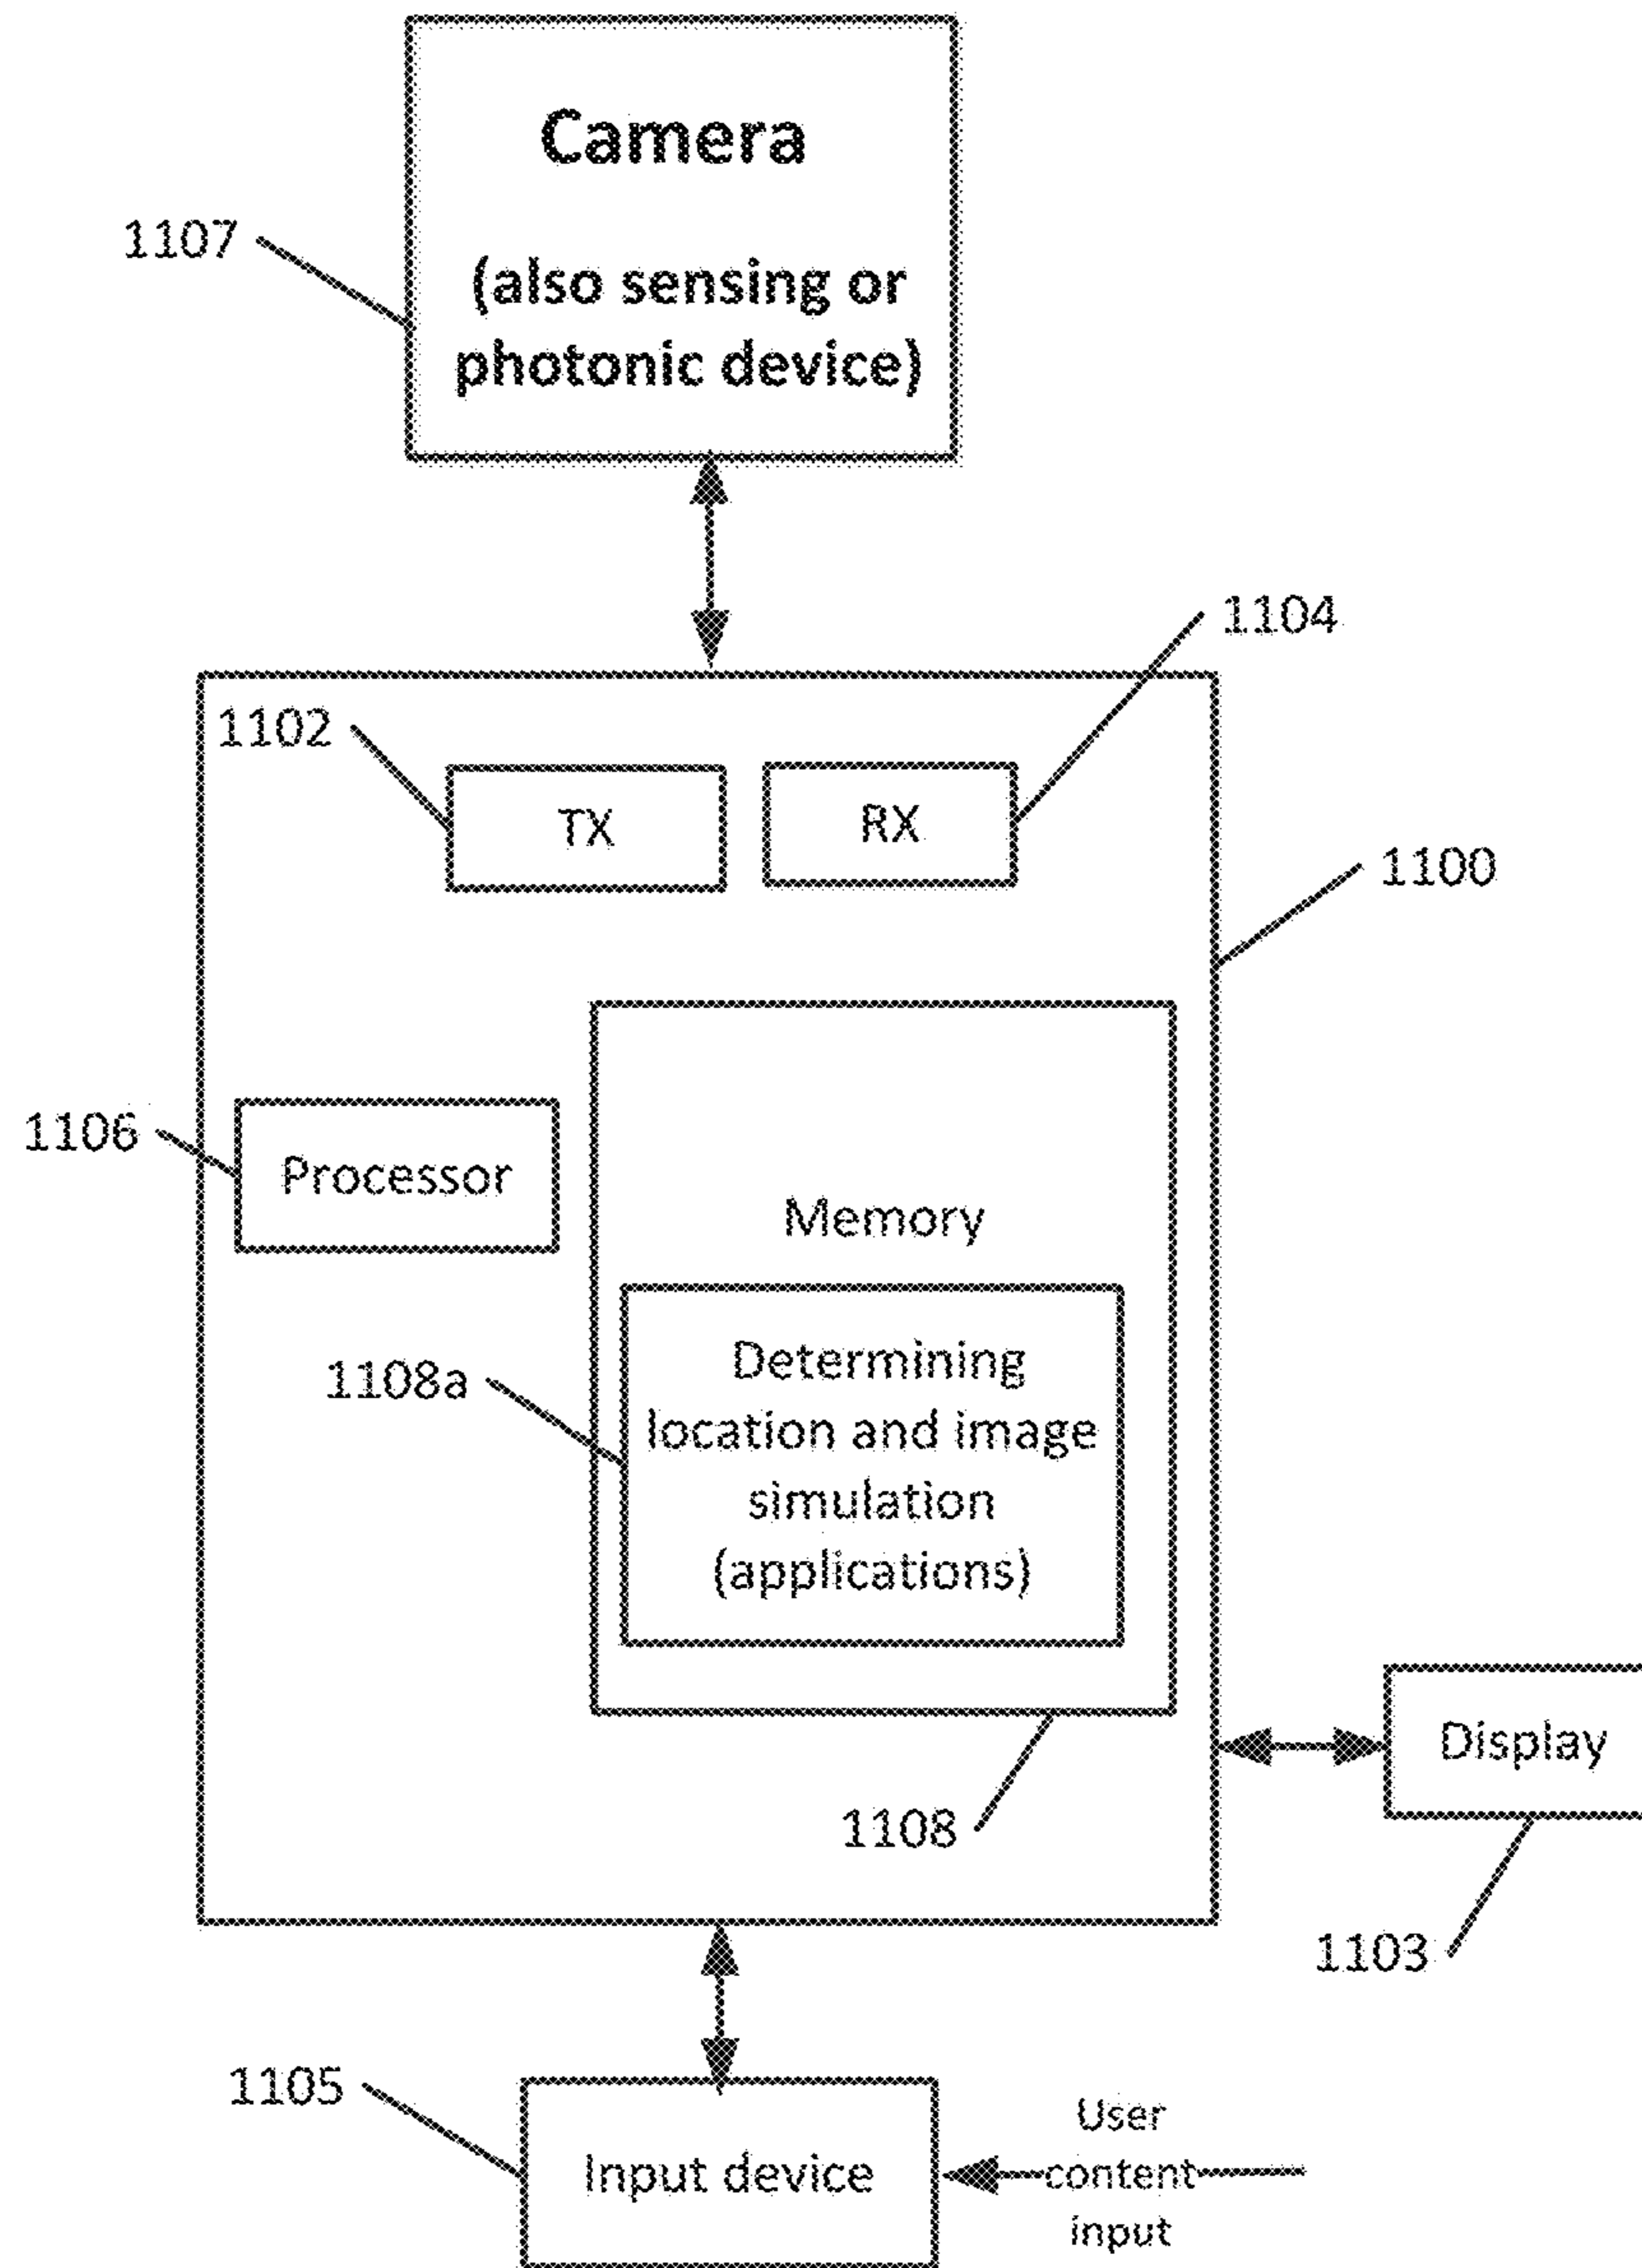 Camera
(also sensing or
photonic device)
1107
1104
1102
TX
RX
1100
1106
Processor
Memory
1108a
Determining
location and image
simulation
(applications)
Display
1108
1103
1105
Input device
User
content
input